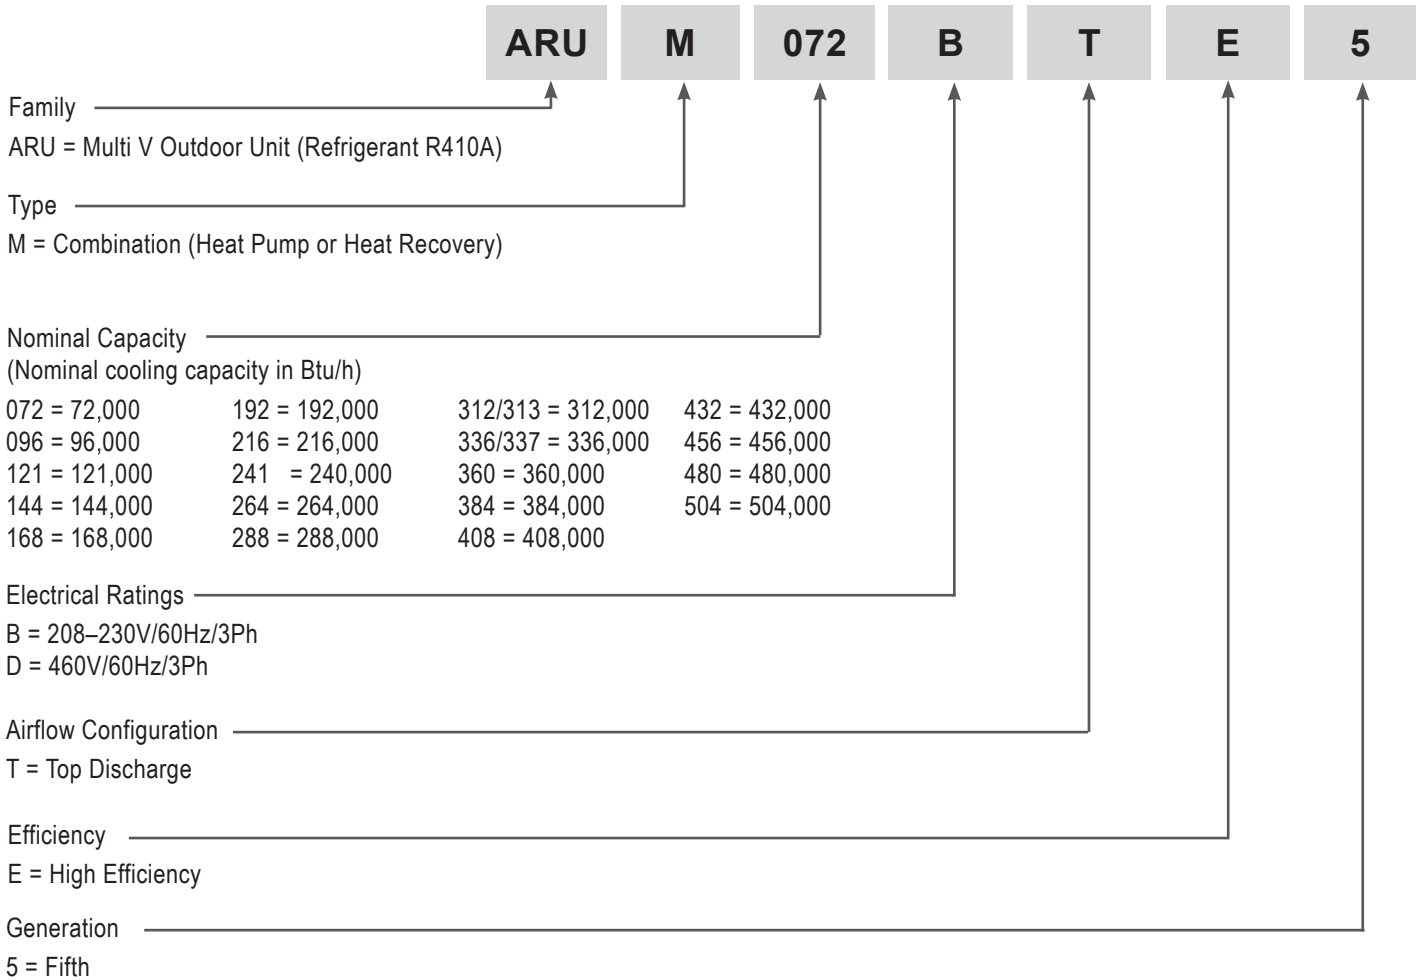 ARU M 072 B T E 5
Family
ARU = Multi V Outdoor Unit (Refrigerant R410A)
Type
M = Combination (Heat Pump or Heat Recovery)
Nominal Capacity
(Nominal cooling capacity in Btu/h)
072 = 72,000 192 = 192,000 312/313 = 312,000 432 = 432,000
096 = 96,000 216 = 216,000 336/337 = 336,000 456 = 456,000
121 = 121,000 241 = 240,000 360 = 360,000 480 = 480,000
144 = 144,000 264 = 264,000 384 = 384,000 504 = 504,000
168 = 168,000 288 = 288,000 408 = 408,000
Electrical Ratings
B = 208–230V/60Hz/3Ph
D = 460V/60Hz/3Ph
Airflow Configuration
T = Top Discharge
Efficiency
E = High Efficiency
Generation
5 = Fifth